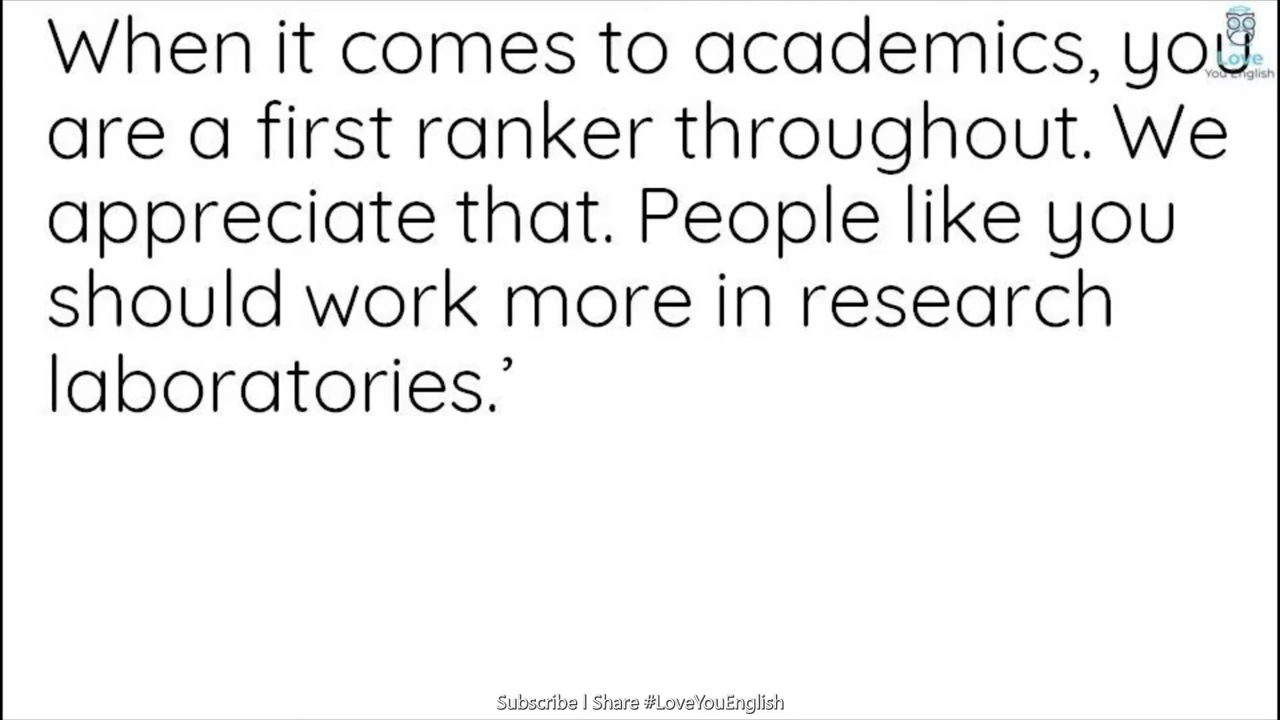 When it comes to academics, you
are a first ranker throughout. We
appreciate that. People like you
should work more in research
laboratories.’
Love
You English
Subscribe | Share #LoveYouEnglish